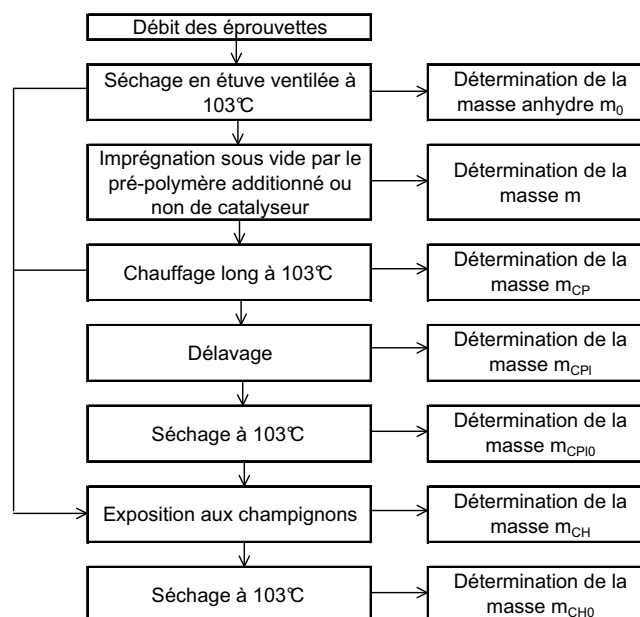 Débit des éprouvettes
Séchage en étuve ventilée à
103°C
Détermination de la
masse anhydre m0
Imprégnation sous vide par le
pré-polymère additionné ou
non de catalyseur
Détermination de la
masse m
Chauffage long à 103°C
Détermination de la
masse mCP
Délavage
Détermination de la
masse mCPl
Séchage à 103°C
Détermination de la
masse mCPl0
Exposition aux champignons
Détermination de la
masse mCH
Séchage à 103°C
Détermination de la
masse mCH0